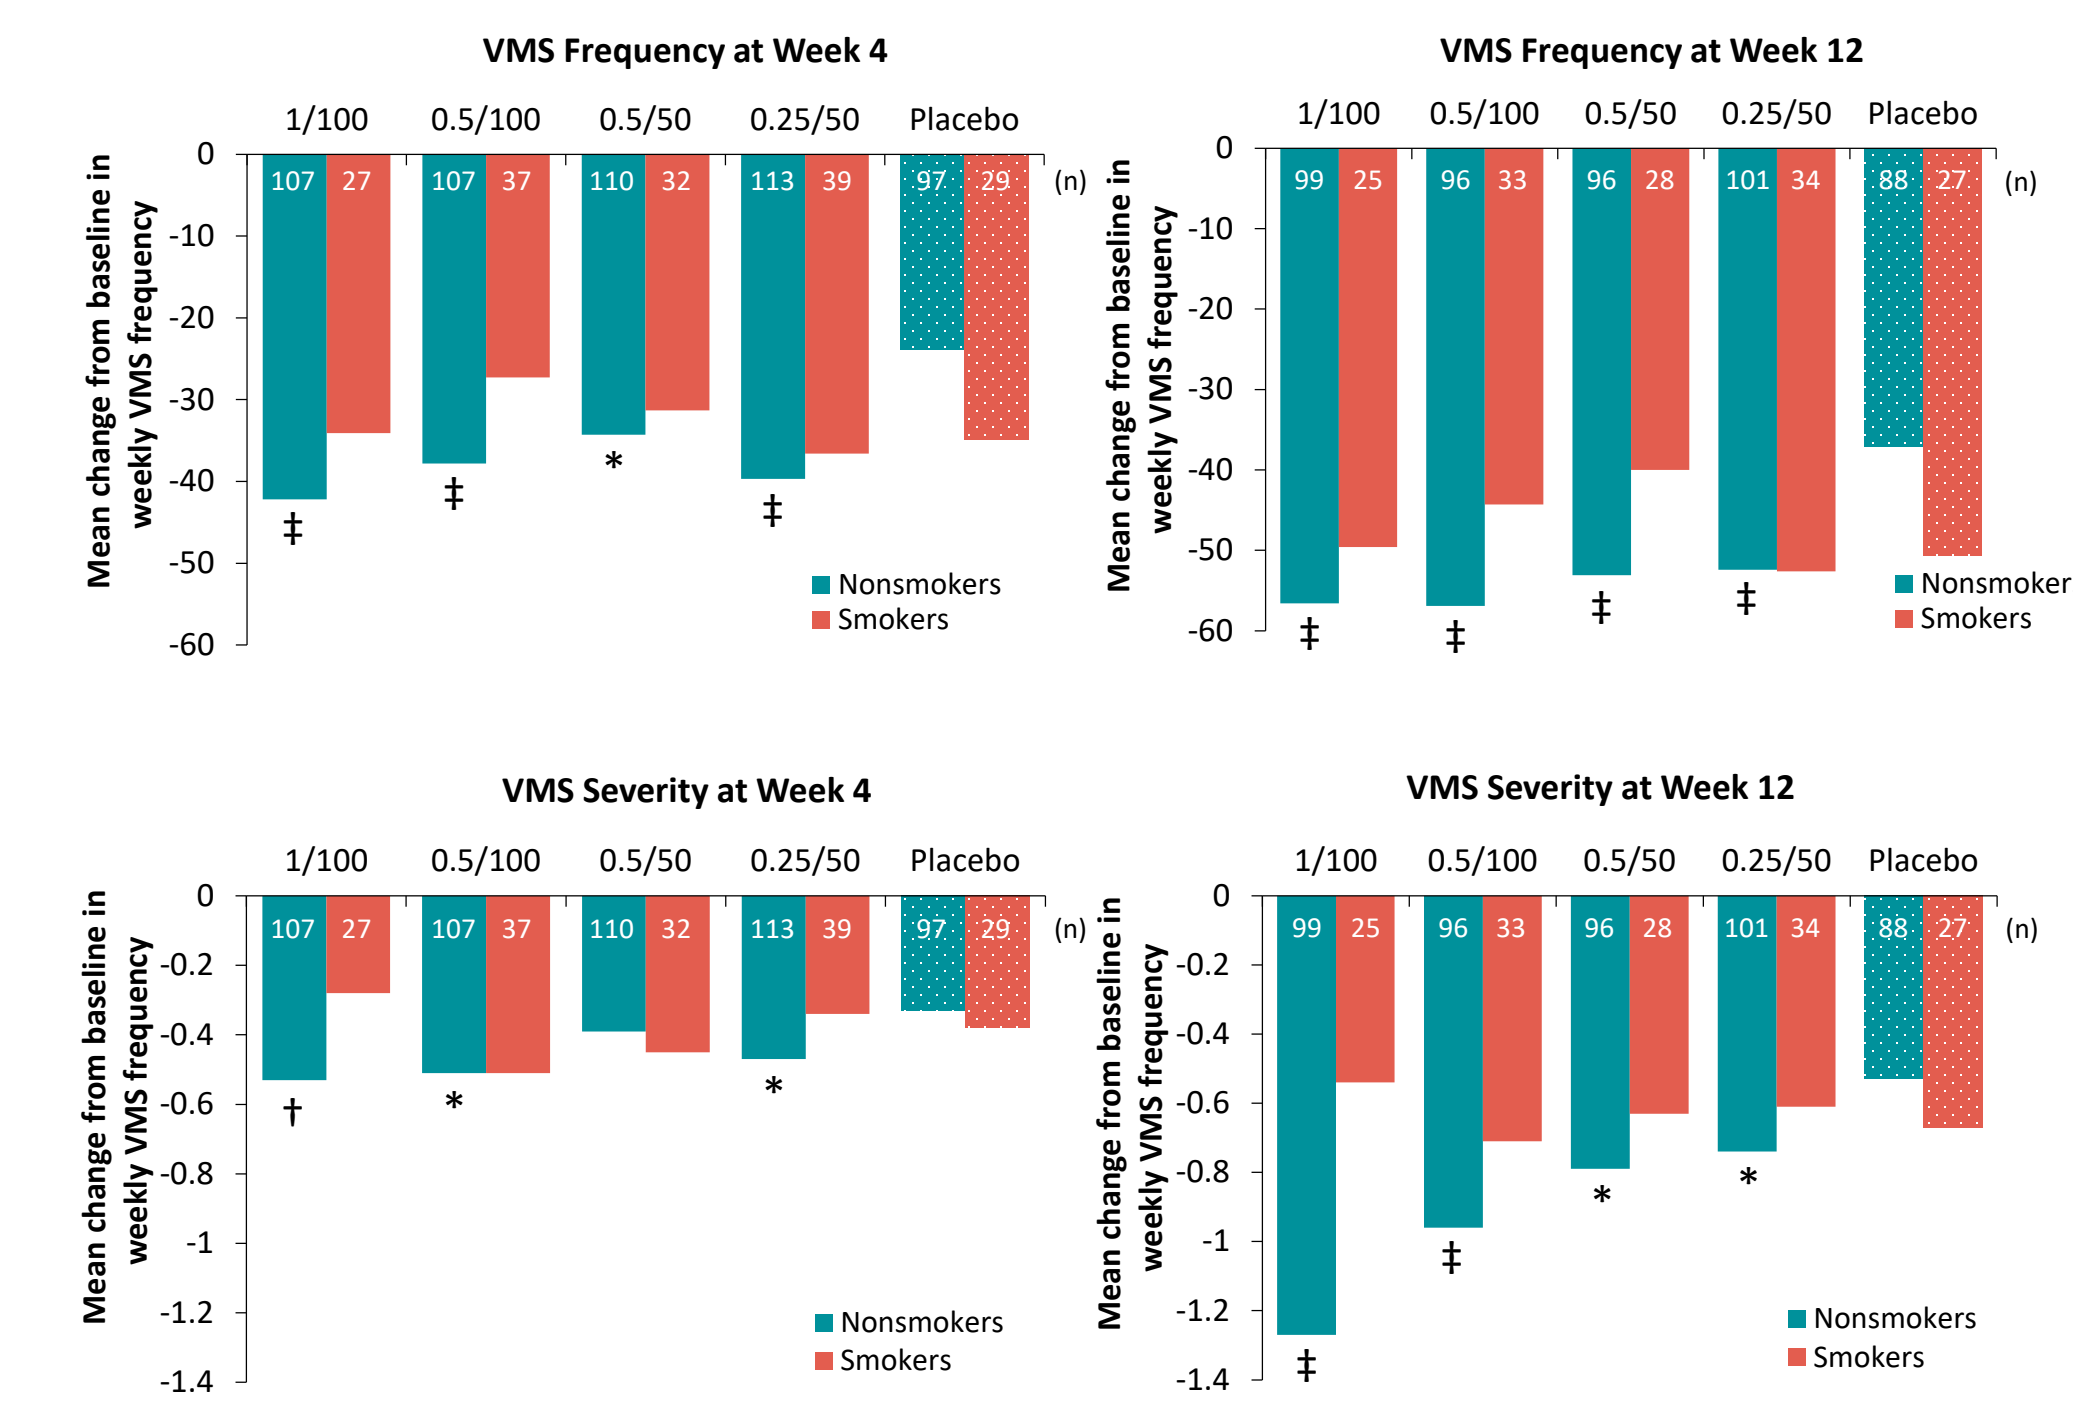 VMS Frequency at Week 4
1/100 0.5/100 0.5/50 0.25/50 Placebo
0
-10
-20
-30
-40
-50
-60
Mean change from baseline in
weekly VMS frequency
107 27 107 37 110 32 113 39 97 29 (n)
‡ ‡ * ‡
Nonsmokers
Smokers
VMS Frequency at Week 12
1/100 0.5/100 0.5/50 0.25/50 Placebo
0
-10
-20
-30
-40
-50
-60
Mean change from baseline in
weekly VMS frequency
99 25 96 33 96 28 101 34 88 27 (n)
‡ ‡ ‡ ‡
Nonsmoker
Smokers
VMS Severity at Week 4
1/100 0.5/100 0.5/50 0.25/50 Placebo
0
-0.2
-0.4
-0.6
-0.8
-1
-1.2
-1.4
Mean change from baseline in
weekly VMS frequency
107 27 107 37 110 32 113 39 97 29 (n)
† * *
Nonsmokers
Smokers
VMS Severity at Week 12
1/100 0.5/100 0.5/50 0.25/50 Placebo
0
-0.2
-0.4
-0.6
-0.8
-1
-1.2
-1.4
Mean change from baseline in
weekly VMS frequency
99 25 96 33 96 28 101 34 88 27 (n)
‡ ‡ * *
Nonsmokers
Smokers